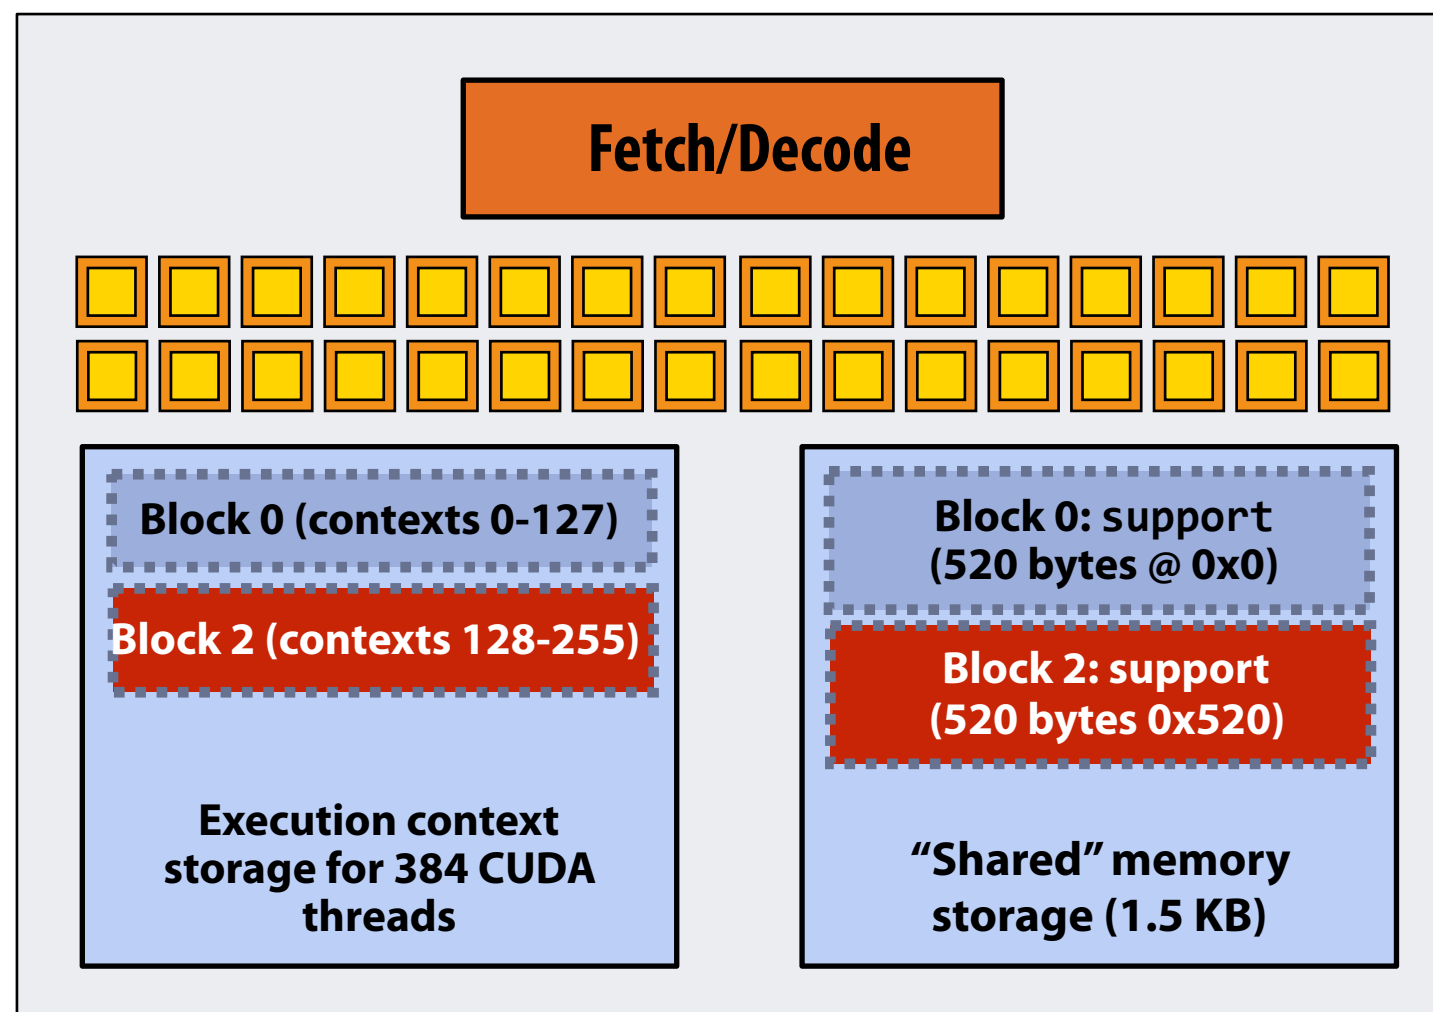 Fetch/Decode
Block 0 (contexts 0-127)
Block 2 (contexts 128-255)
Execution context
storage for 384 CUDA
threads
Block 0: support
(520 bytes @ 0x0)
Block 2: support
(520 bytes 0x520)
“Shared” memory
storage (1.5 KB)